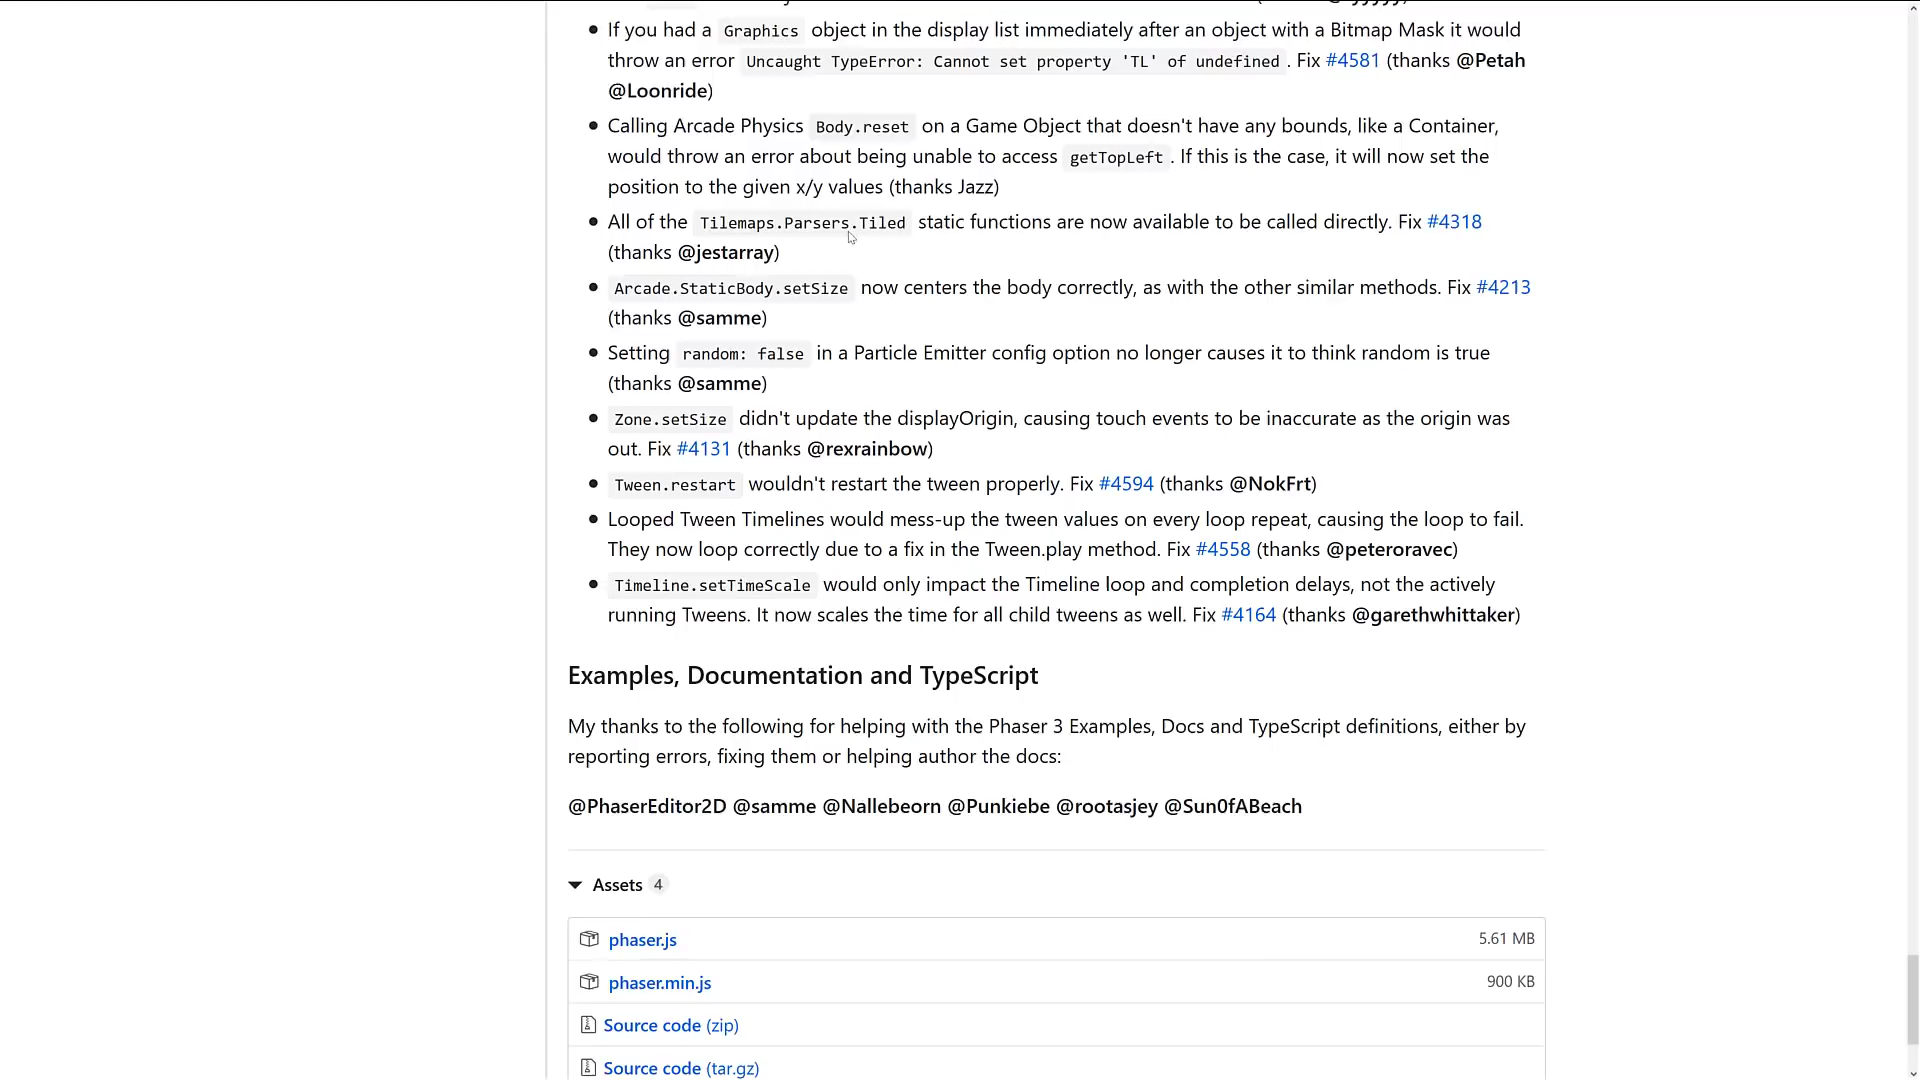 If you had a Graphics object in the display list immediately after an object with a Bitmap Mask it would
throw an error Uncaught TypeError: Cannot set property 'TL' of undefined . Fix #4581 (thanks @Petah
@Loonride)
Calling Arcade Physics Body.reset on a Game Object that doesn't have any bounds, like a Container,
would throw an error about being unable to access getTopLeft . If this is the case, it will now set the
position to the given x/y values (thanks Jazz)
All of the Tilemaps.Parsers.Tiled static functions are now available to be called directly. Fix #4318
(thanks @jestarray)
Arcade.StaticBody.setSize now centers the body correctly, as with the other similar methods. Fix #4213
(thanks @samme)
Setting random: false in a Particle Emitter config option no longer causes it to think random is true
(thanks @samme)
Zone.setSize didn't update the displayOrigin, causing touch events to be inaccurate as the origin was
out. Fix #4131 (thanks @rexrainbow)
Tween.restart wouldn't restart the tween properly. Fix #4594 (thanks @NokFrt)
Looped Tween Timelines would mess-up the tween values on every loop repeat, causing the loop to fail.
They now loop correctly due to a fix in the Tween.play method. Fix #4558 (thanks @peteroravec)
Timeline.setTimeScale would only impact the Timeline loop and completion delays, not the actively
running Tweens. It now scales the time for all child tweens as well. Fix #4164 (thanks @garethwhittaker)
Examples, Documentation and TypeScript
My thanks to the following for helping with the Phaser 3 Examples, Docs and TypeScript definitions, either by
reporting errors, fixing them or helping author the docs:
@PhaserEditor2D @samme @Nallebeorn @Punkiebe @rootasjey @Sun0fABeach
Assets 4
phaser.js 5.61 MB
phaser.min.js 900 KB
Source code (zip)
Source code (tar.gz)